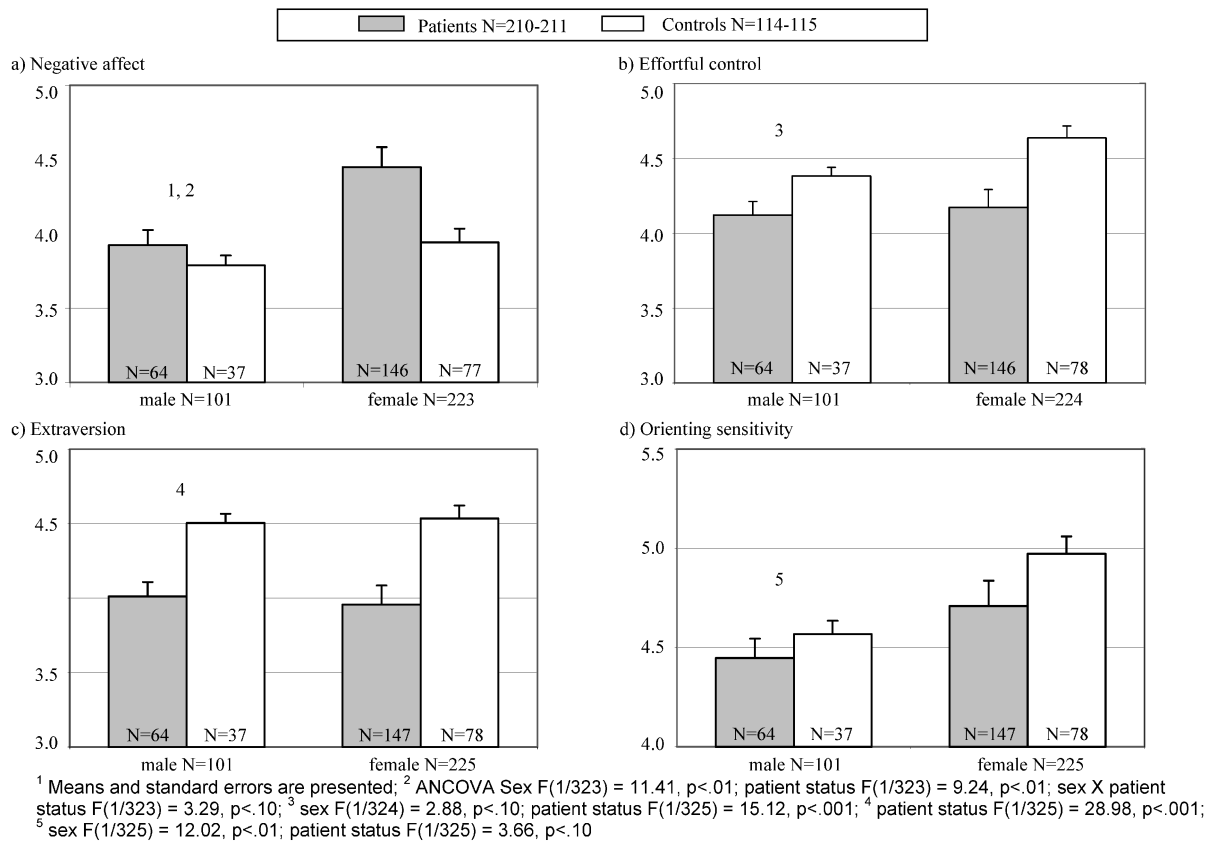 Patients N=210-211 Controls N=114-115
a) Negative affect
5.0
4.5
4.0
3.5
3.0
1, 2
N=64 N=37 N=146 N=77
male N=101 female N=223
b) Effortful control
5.0
4.5
4.0
3.5
3.0
3
N=64 N=37 N=146 N=78
male N=101 female N=224
c) Extraversion
5.0
4.5
3.5
3.0
4
N=64 N=37 N=147 N=78
male N=101 female N=225
d) Orienting sensitivity
5.5
5.0
4.5
4.0
5
N=64 N=37 N=147 N=78
male N=101 female N=225
1 Means and standard errors are presented; 2 ANCOVA Sex F(1/323) = 11.41, p<.01; patient status F(1/323) = 9.24, p<.01; sex X patient
status F(1/323) = 3.29, p<.10; 3 sex F(1/324) = 2.88, p<.10; patient status F(1/325) = 15.12, p<.001; 4 patient status F(1/325) = 28.98, p<.001;
5 sex F(1/325) = 12.02, p<.01; patient status F(1/325) = 3.66, p<.10